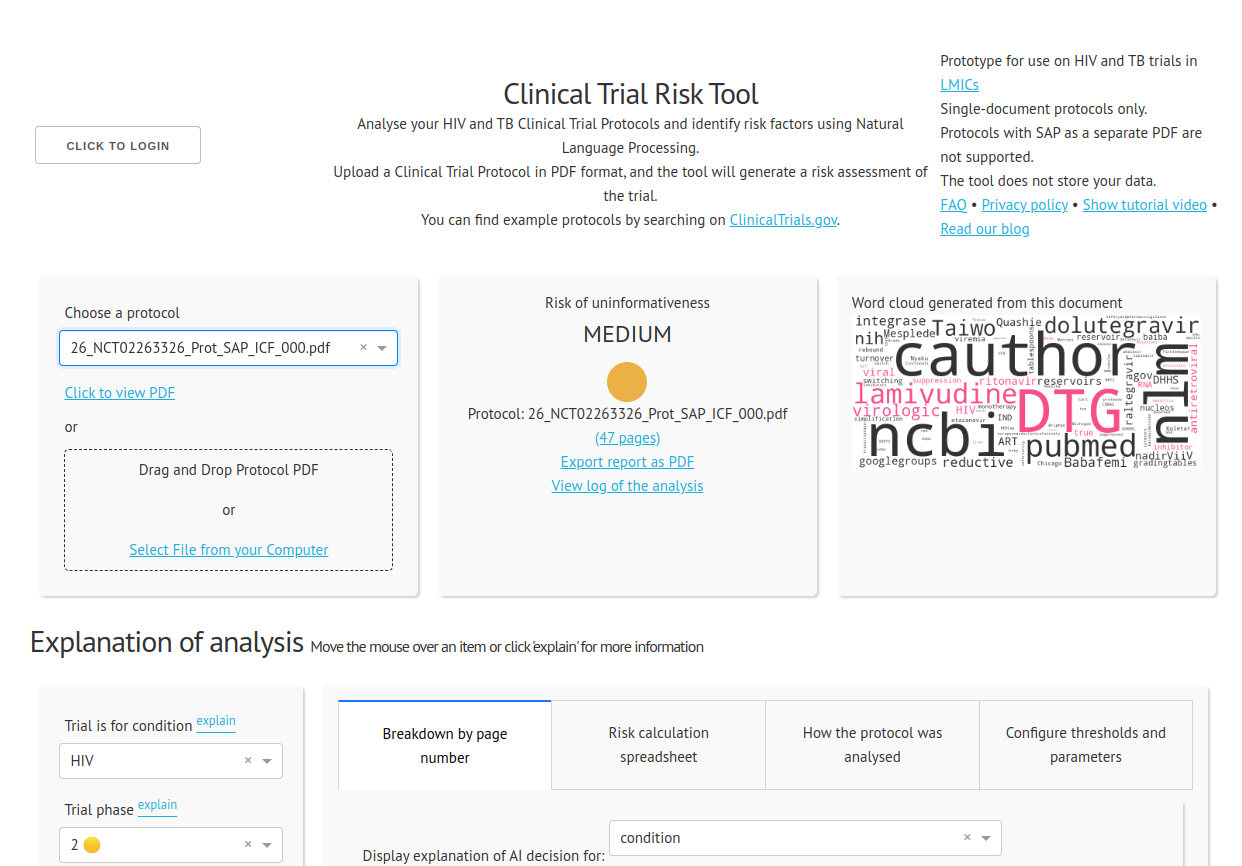 Prototype for use on HIV and TB trials in
LMICs
Single-document protocols only.
Protocols with SAP as a separate PDF are
not supported.
The tool does not store your data.
FAQ • Privacy policy • Show tutorial video •
Read our blog
Clinical Trial Risk Tool
Analyse your HIV and TB Clinical Trial Protocols and identify risk factors using Natural
Language Processing.
Upload a Clinical Trial Protocol in PDF format, and the tool will generate a risk assessment of
the trial.
You can find example protocols by searching on ClinicalTrials.gov.
CLICK TO LOGIN
Choose a protocol
26_NCT02263326_Prot_SAP_ICF_000.pdf
Click to view PDF
or
Drag and Drop Protocol PDF
or
Select File from your Computer
Risk of uninformativeness
MEDIUM
Protocol: 26_NCT02263326_Prot_SAP_ICF_000.pdf
(47 pages)
Export report as PDF
View log of the analysis
Word cloud generated from this document
integrase
Taiwo
Quashie
dolutegravir
nih
Mesplede
viremia
reservoir
baiba
rebound
turnover
Nyaku
cauthor
nlm
viral
switching
suppression
ritonavir
reservoirs
raltegravir
gov
DHHS
RNA
antiretroviral
lamivudine
DTG
virologic
HIV
monotherapy
nucleos
simplification
atazanavir
IND
ncbi
ART
true
pubmed
Koletar
inhibitor
nadir
ViiV
googlegroups
reductive
Chicago
Babafemi
gradingtables
tablespoons
Explanation of analysis Move the mouse over an item or click 'explain' for more information
Trial is for condition explain
HIV
Trial phase explain
2
Breakdown by page
number
Risk calculation
spreadsheet
How the protocol was
analysed
Configure thresholds and
parameters
Display explanation of AI decision for:
condition